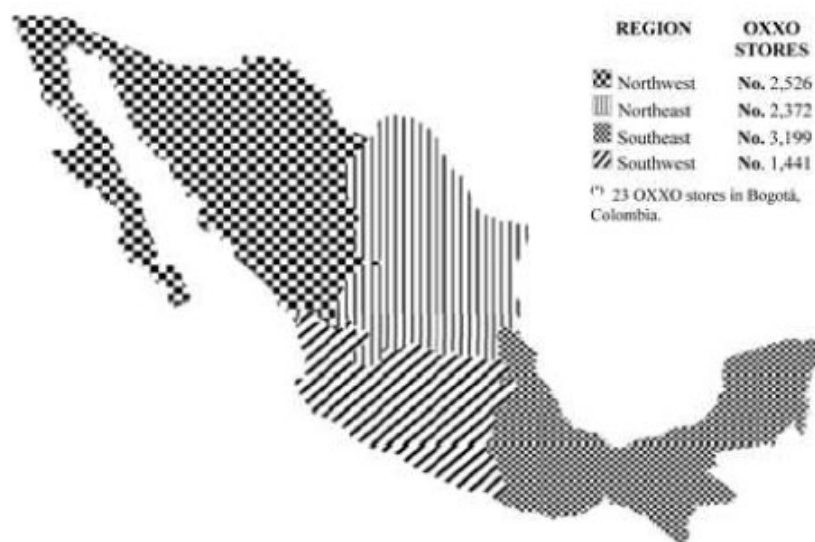 REGION OXXO
STORES
Northwest No. 2,526
Northeast No. 2,372
Southeast No. 3,199
Southwest No. 1,441
(*) 23 OXXO stores in Bogotá,
Colombia.